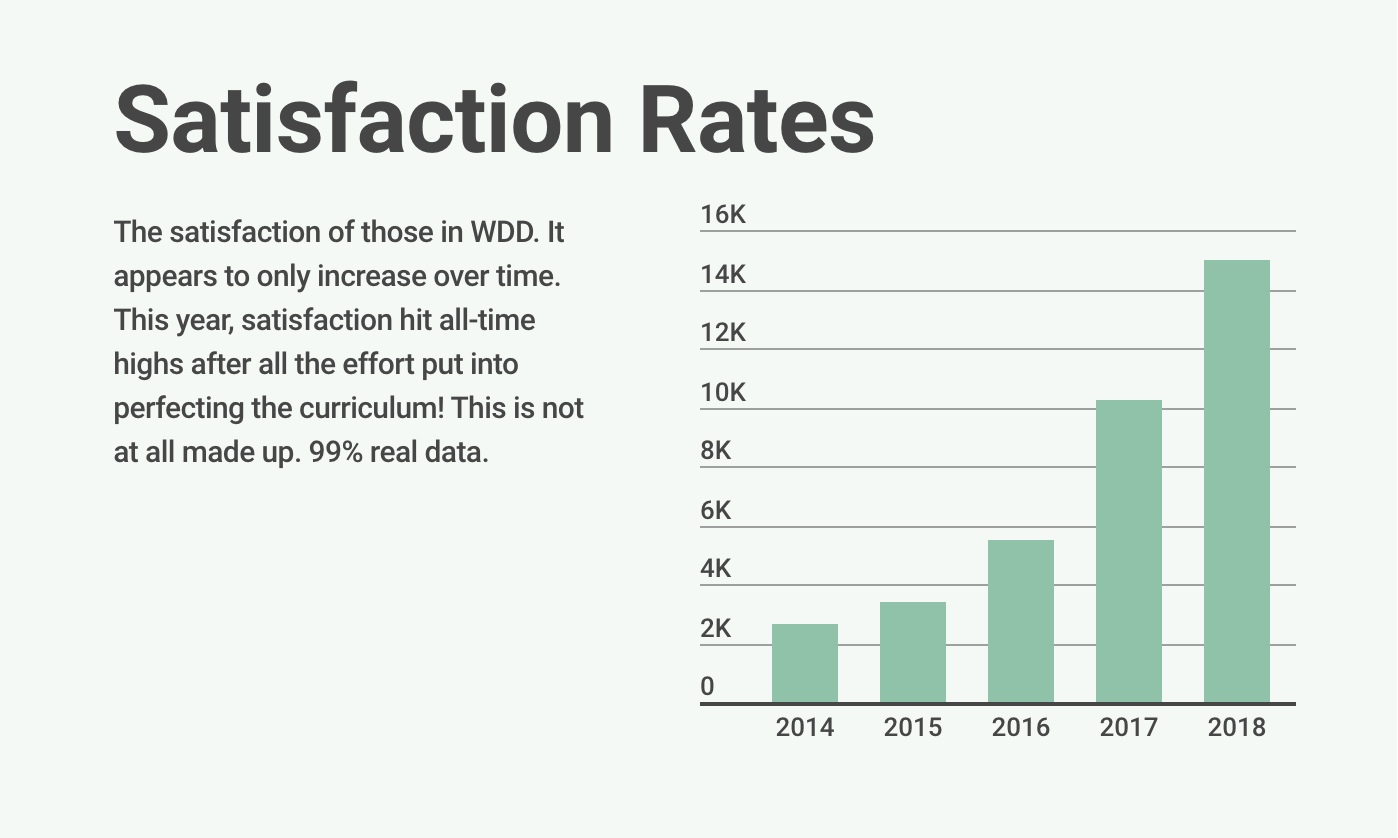 Satisfaction Rates
The satisfaction of those in WDD. It
appears to only increase over time.
This year, satisfaction hit all-time
highs after all the effort put into
perfecting the curriculum! This is not
at all made up. 99% real data.
16K
14K
12K
10K
8K
6K
4K
2K
0
2014 2015 2016 2017 2018